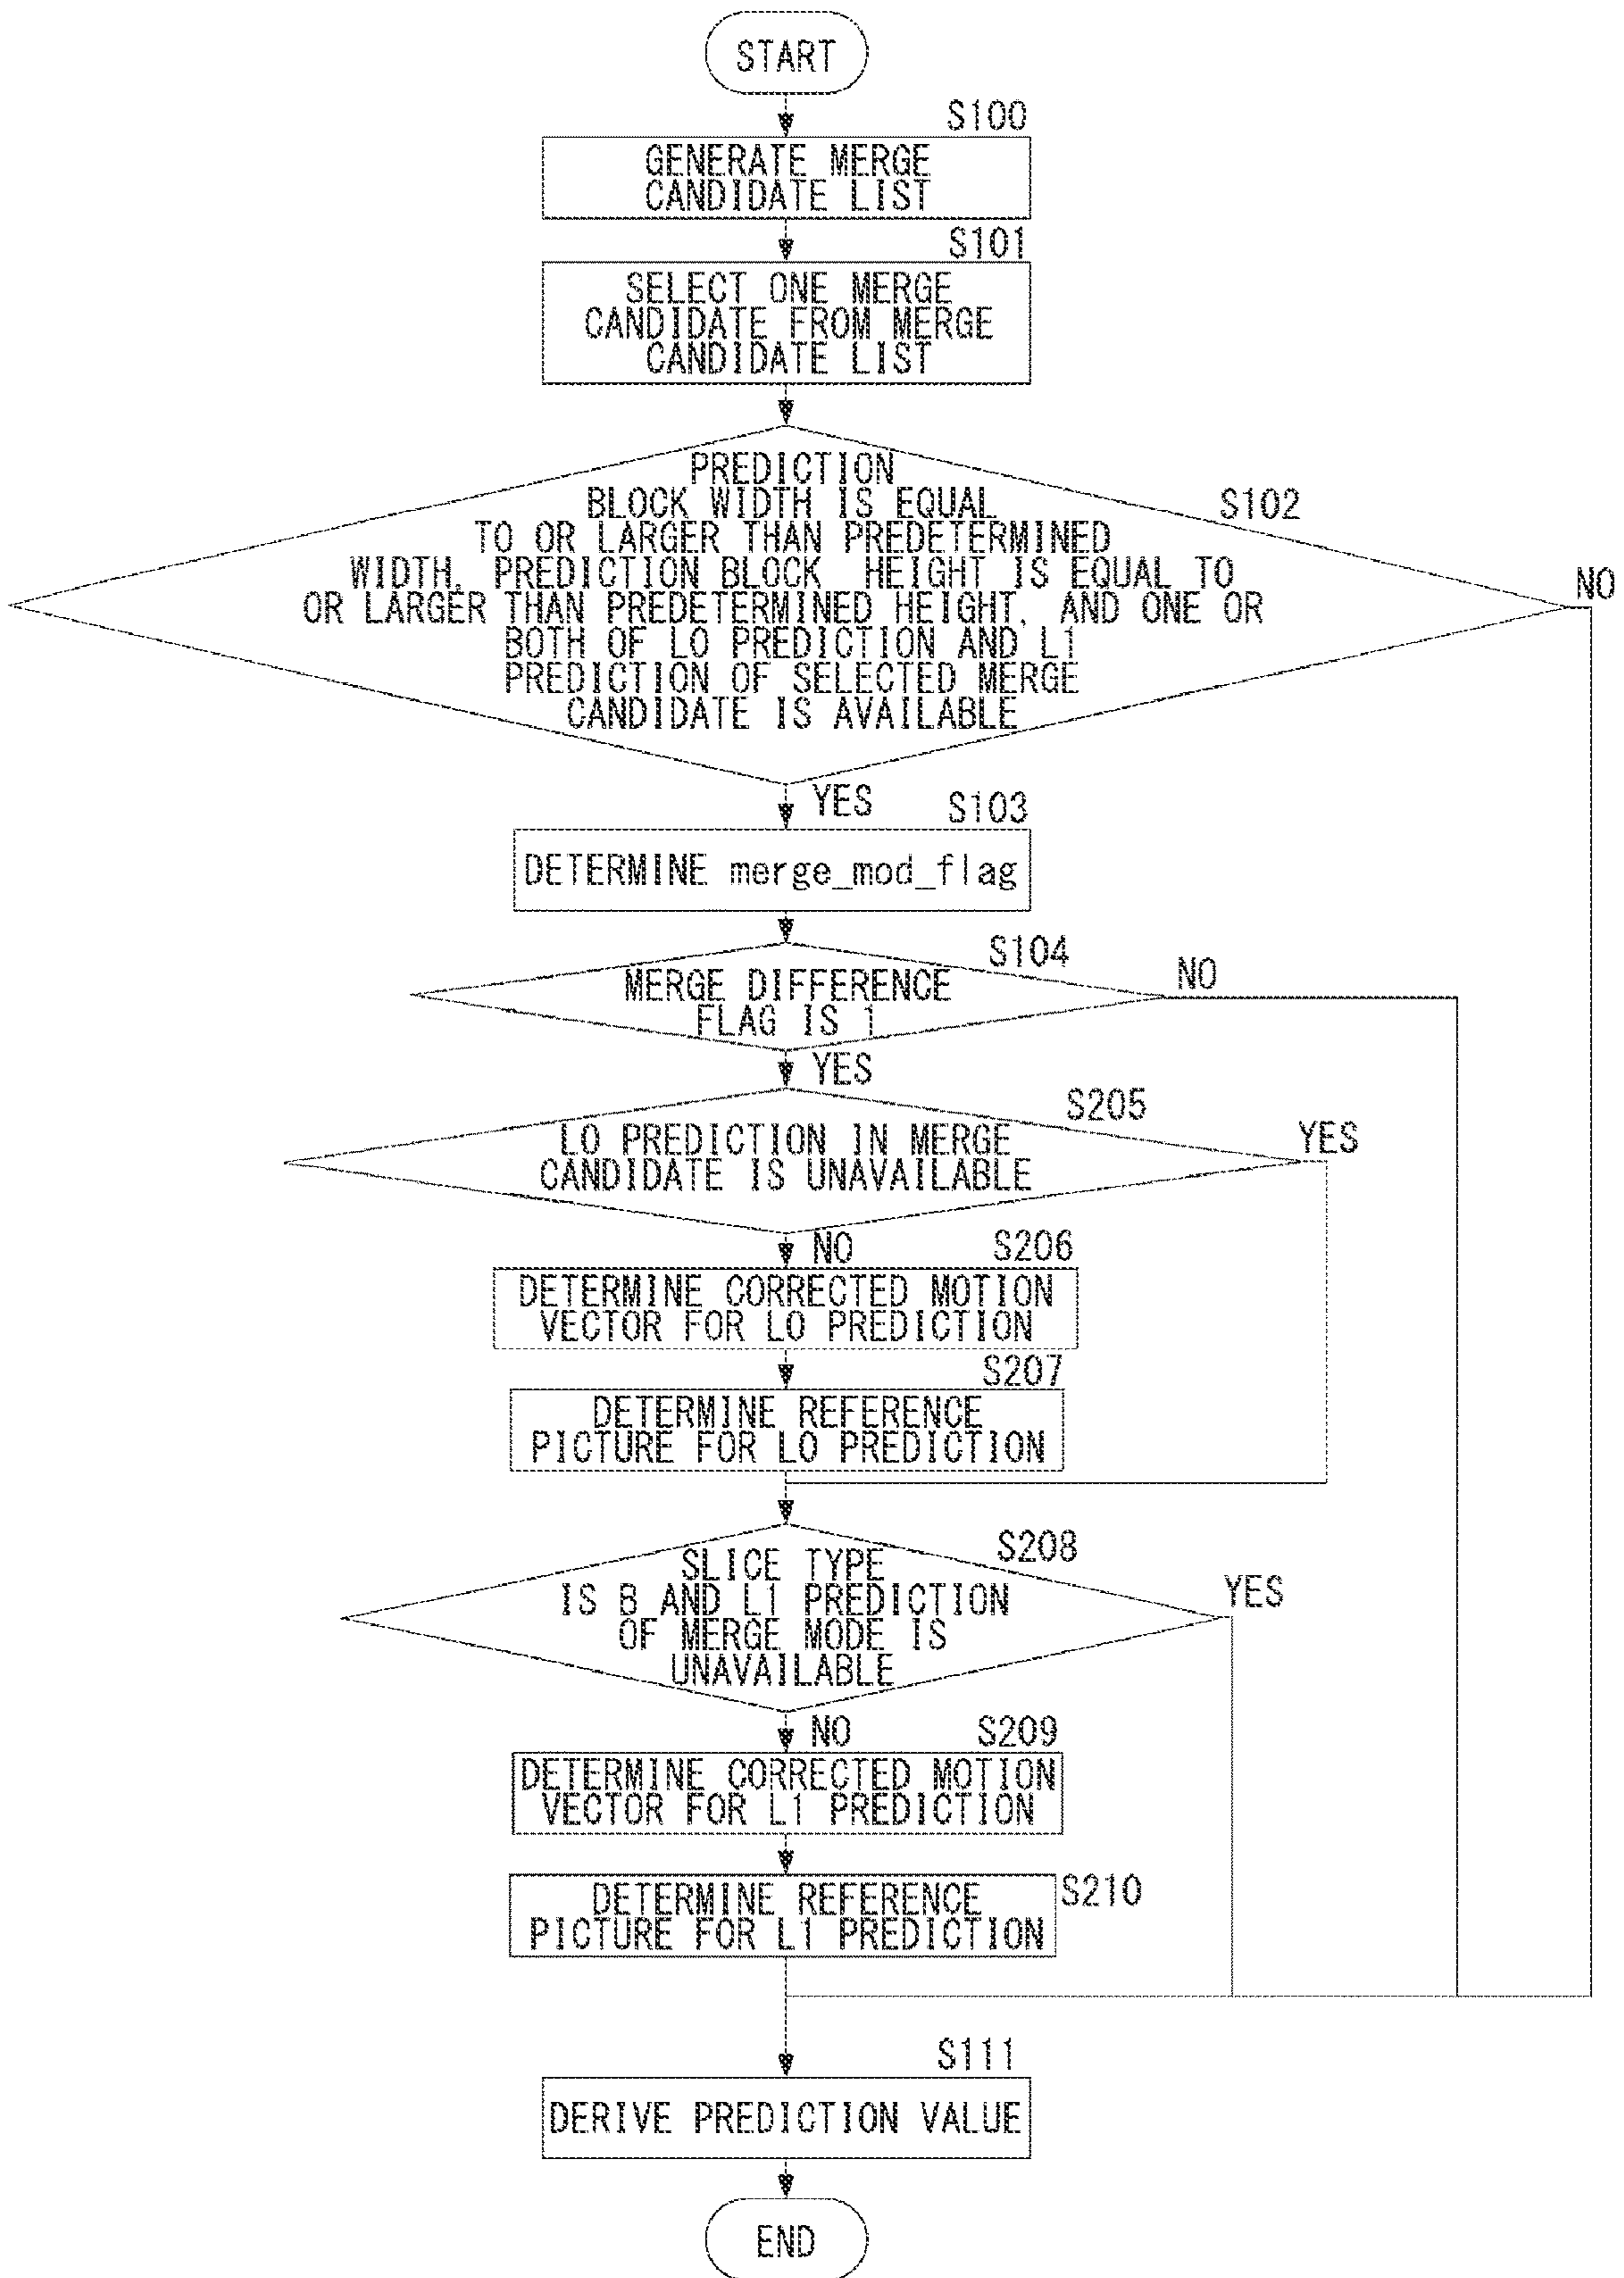 START
S100
GENERATE MERGE
CANDIDATE LIST
S101
SELECT ONE MERGE
CANDIDATE FROM MERGE
CANDIDATE LIST
S102
PREDICTION
BLOCK WIDTH IS EQUAL
TO OR LARGER THAN PREDETERMINED
WIDTH, PREDICTION BLOCK HEIGHT IS EQUAL TO
OR LARGER THAN PREDETERMINED HEIGHT, AND ONE OR
BOTH OF L0 PREDICTION AND L1
PREDICTION OF SELECTED MERGE
CANDIDATE IS AVAILABLE
NO
YES
S103
DETERMINE merge_mod_flag
S104
MERGE DIFFERENCE
FLAG IS 1
NO
YES
S205
L0 PREDICTION IN MERGE
CANDIDATE IS UNAVAILABLE
YES
NO
S206
DETERMINE CORRECTED MOTION
VECTOR FOR L0 PREDICTION
S207
DETERMINE REFERENCE
PICTURE FOR L0 PREDICTION
S208
SLICE TYPE
IS B AND L1 PREDICTION
OF MERGE MODE IS
UNAVAILABLE
YES
NO
S209
DETERMINE CORRECTED MOTION
VECTOR FOR L1 PREDICTION
S210
DETERMINE REFERENCE
PICTURE FOR L1 PREDICTION
S111
DERIVE PREDICTION VALUE
END